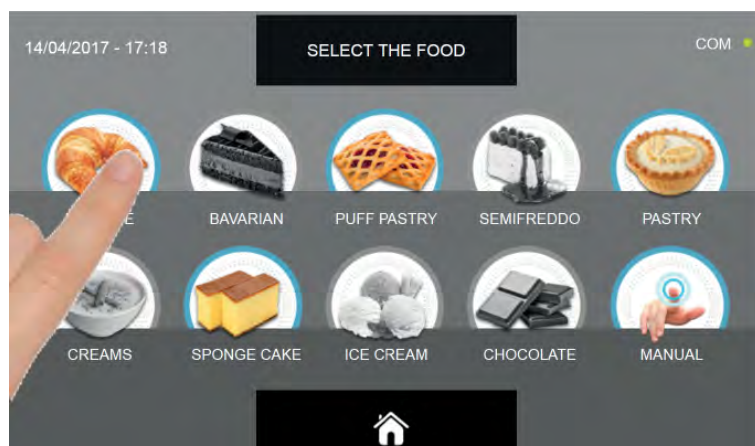 14/04/2017 - 17:18
SELECT THE FOOD
COM
BAVARIAN
PUFF PASTRY
SEMIFREDDO
PASTRY
CREAMS
SPONGE CAKE
ICE CREAM
CHOCOLATE
MANUAL